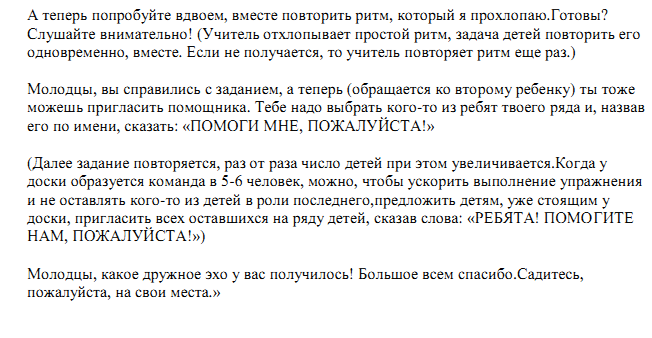 А теперь попробуйте вдвоем, вместе повторить ритм, который я прохлопаю.Готовы?
Слушайте внимательно! (Учитель отхлопывает простой ритм, задача детей повторить его
одновременно, вместе. Если не получается, то учитель повторяет ритм еще раз.)
Молодцы, вы справились с заданием, а теперь (обращается ко второму ребенку) ты тоже
можешь пригласить помощника. Тебе надо выбрать кого-то из ребят твоего ряда и, назвав
его по имени, сказать: «ПОМОГИ МНЕ, ПОЖАЛУЙСТА!»
(Далее задание повторяется, раз от раза число детей при этом увеличивается.Когда у
доски образуется команда в 5-6 человек, можно, чтобы ускорить выполнение упражнения
и не оставлять кого-то из детей в роли последнего,предложить детям, уже стоящим у
доски, пригласить всех оставшихся на ряду детей, сказав слова: «РЕБЯТА! ПОМОГИТЕ
НАМ, ПОЖАЛУЙСТА!»)
Молодцы, какое дружное эхо у вас получилось! Большое всем спасибо.Садитесь,
пожалуйста, на свои места.»